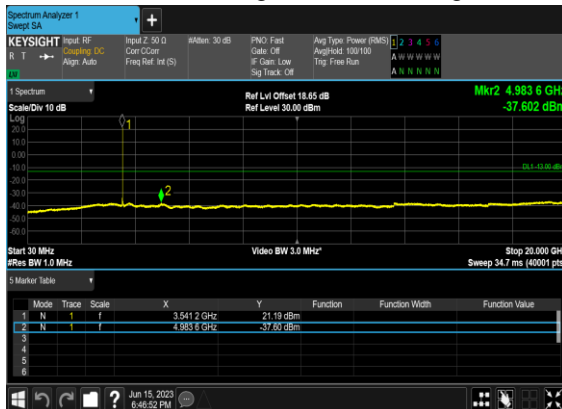 Spectrum Analyzer 1
Swept SA
+
KEYSIGHT Input: RF Input Z: 50 Ω #Atten: 30 dB PNO: Fast Avg Type: Power (RMS) 1 2 3 4 5 6
R T Coupling: DC Corr CCorr Gate: Off Avg|Hold: 100/100 A W W W W W
Align: Auto Freq Ref: Int (S) IF Gain: Low Trig: Free Run
Sig Track: Off A N N N N N
1 Spectrum Ref Lvl Offset 18.65 dB Mkr2 4.983 6 GHz
Scale/Div 10 dB Ref Level 30.00 dBm -37.602 dBm
Log
20.0
10.0
0.00
-10.0
-20.0
-30.0
-40.0
-50.0
-60.0
1
2
DL1 -13.00 dBm
Start 30 MHz Video BW 3.0 MHz* Stop 20.000 GHz
#Res BW 1.0 MHz Sweep 34.7 ms (40001 pts)
5 Marker Table
Mode Trace Scale X Y Function Function Width Function Value
1 N 1 f 3.541 2 GHz 21.19 dBm
2 N 1 f 4.983 6 GHz -37.60 dBm
3
4
5
6
? Jun 15, 2023
6:46:52 PM